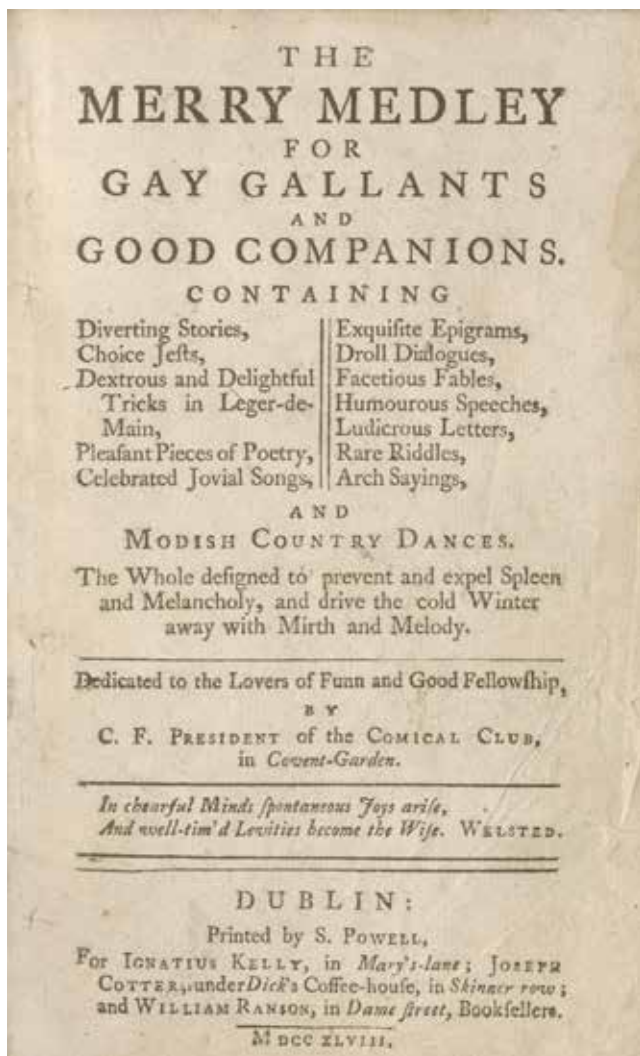 THE
MERRY MEDLEY
FOR
GAY GALLANTS
AND
GOOD COMPANIONS.
CONTAINING
Diverting Stories,
Choice Jeſts,
Dextrous and Delightful
Tricks in Leger-de-
Main,
Pleaſant Pieces of Poetry,
Celebrated Jovial Songs,
Exquiſite Epigrams,
Droll Dialogues,
Facetious Fables,
Humourous Speeches,
Ludicrous Letters,
Rare Riddles,
Arch Sayings,
AND
MODISH COUNTRY DANCES.
The Whole deſigned to prevent and expel Spleen
and Melancholy, and drive the cold Winter
away with Mirth and Melody.
Dedicated to the Lovers of Funn and Good Fellowſhip,
BY
C. F. PRESIDENT of the COMICAL CLUB,
in Covent-Garden.
In chearful Minds ſpontaneous Joys ariſe,
And well-tim'd Levities become the Wiſe. WELSTED.
DUBLIN:
Printed by S. POWELL,
For IGNATIUS KELLY, in Mary's-lane; JOSEPH
COTTER, under Dick's Coffee-houſe, in Skinner row;
and WILLIAM RANSON, in Dame ſtreet, Bookſellers.
M DCC XLVIII,